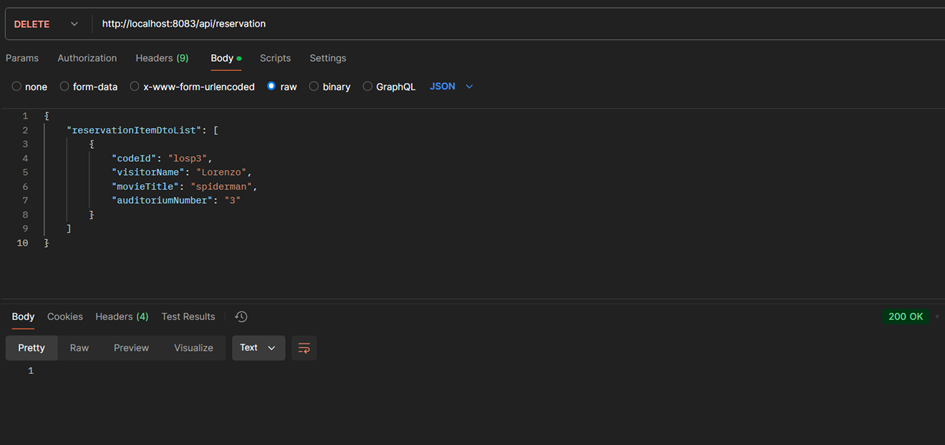 DELETE http://localhost:8083/api/reservation
Params Authorization Headers (9) Body Scripts Settings
none form-data x-www-form-urlencoded raw binary GraphQL JSON
1 {
2 "reservationItemDtoList": [
3 {
4 "codeId": "losp3",
5 "visitorName": "Lorenzo",
6 "movieTitle": "spiderman",
7 "auditoriumNumber": "3"
8 }
9 ]
10 }
Body Cookies Headers (4) Test Results 200 OK
Pretty Raw Preview Visualize Text
1